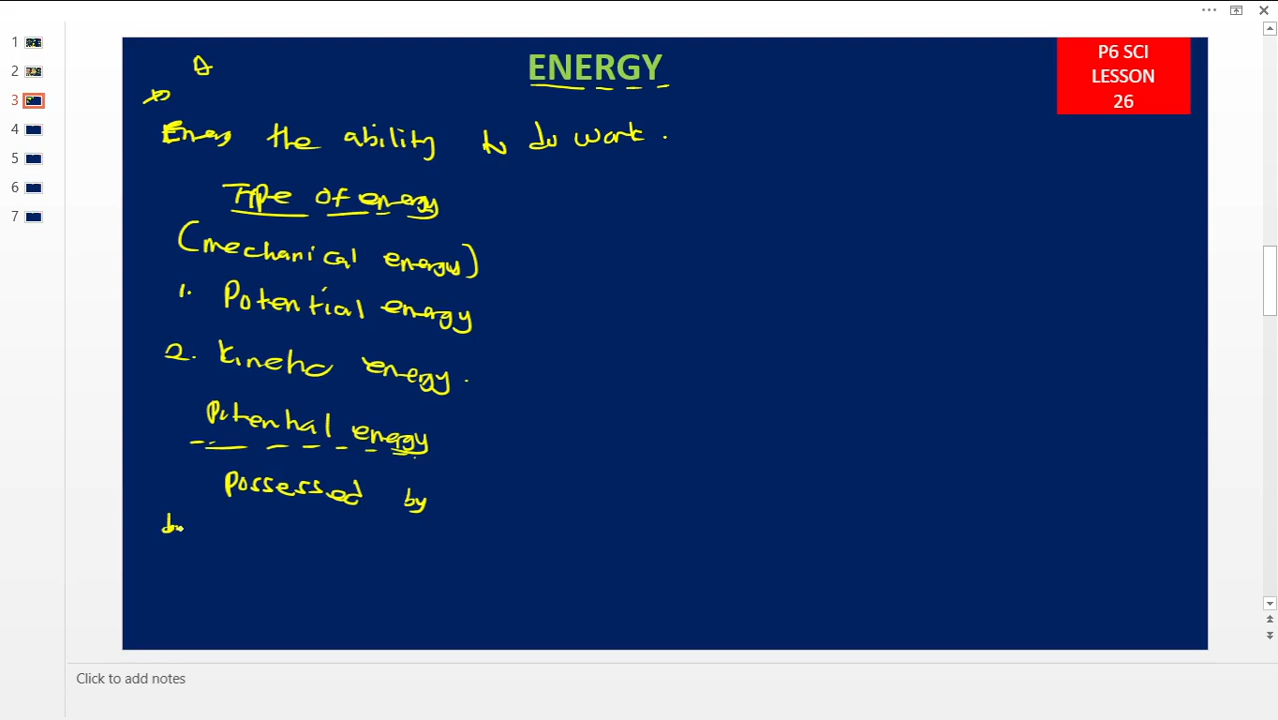 ENERGY
P6 SCI
LESSON
26
Energy the ability to do work.
Type of energy
(mechanical energy)
1. Potential energy
2. Kinetic energy.
Potential energy
Possessed by
1
2
3
4
5
6
7
Click to add notes